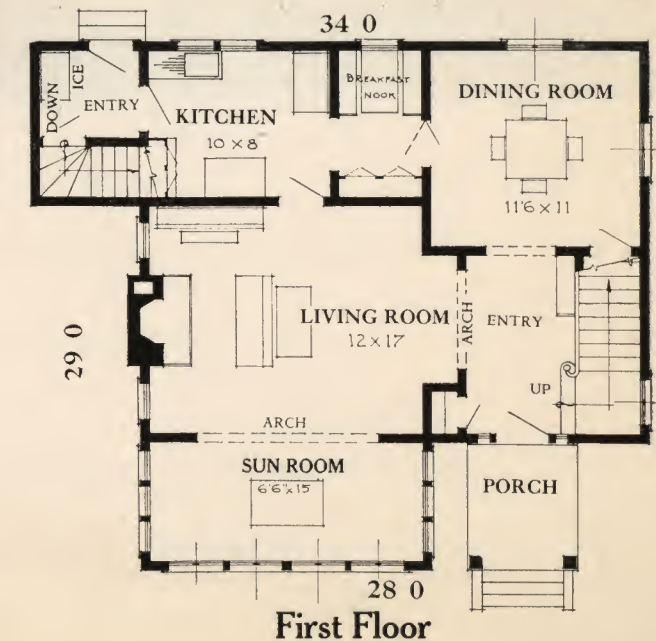 34 0
DOWN
ICE
ENTRY
KITCHEN
10 × 8
BREAKFAST
NOOK
DINING ROOM
11'6 × 11
29 0
LIVING ROOM
12 × 17
ARCH
ENTRY
UP
ARCH
SUN ROOM
6'6" × 15
PORCH
28 0
First Floor